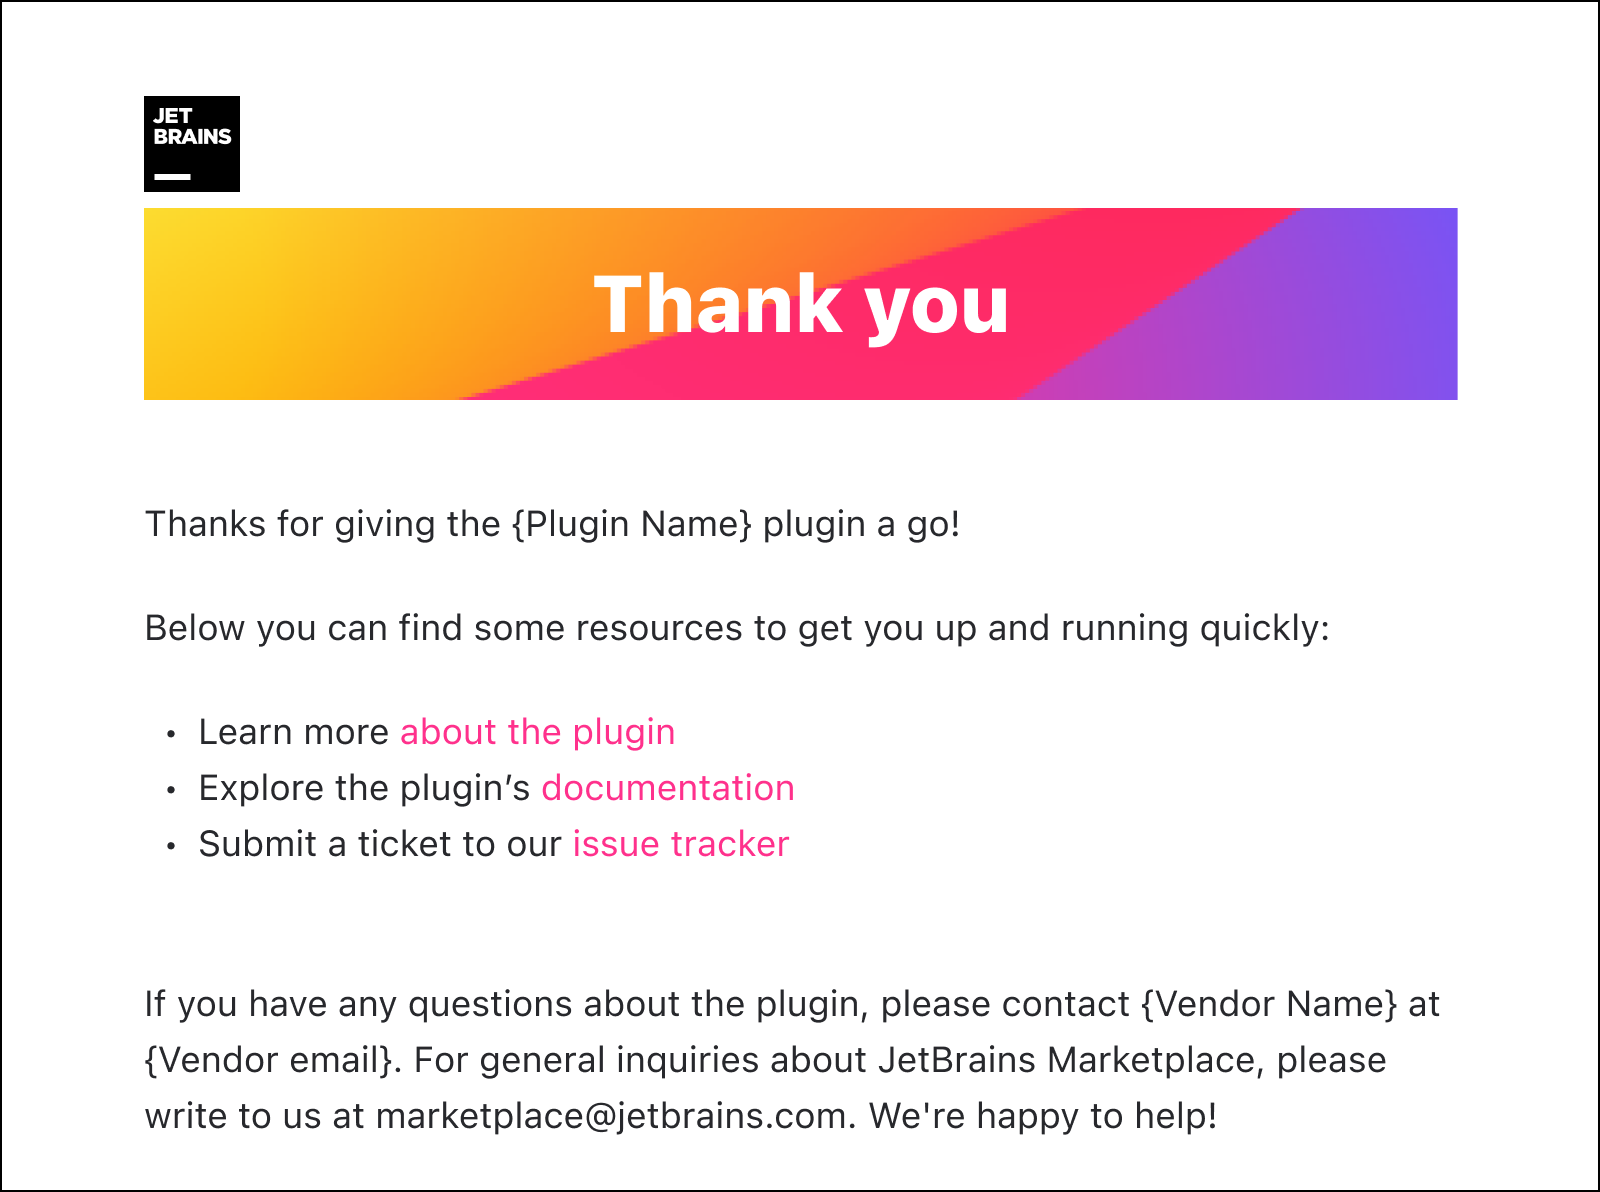 JET
BRAINS
Thank you
Thanks for giving the {Plugin Name} plugin a go!
Below you can find some resources to get you up and running quickly:
• Learn more about the plugin
• Explore the plugin’s documentation
• Submit a ticket to our issue tracker
If you have any questions about the plugin, please contact {Vendor Name} at
{Vendor email}. For general inquiries about JetBrains Marketplace, please
write to us at marketplace@jetbrains.com. We're happy to help!